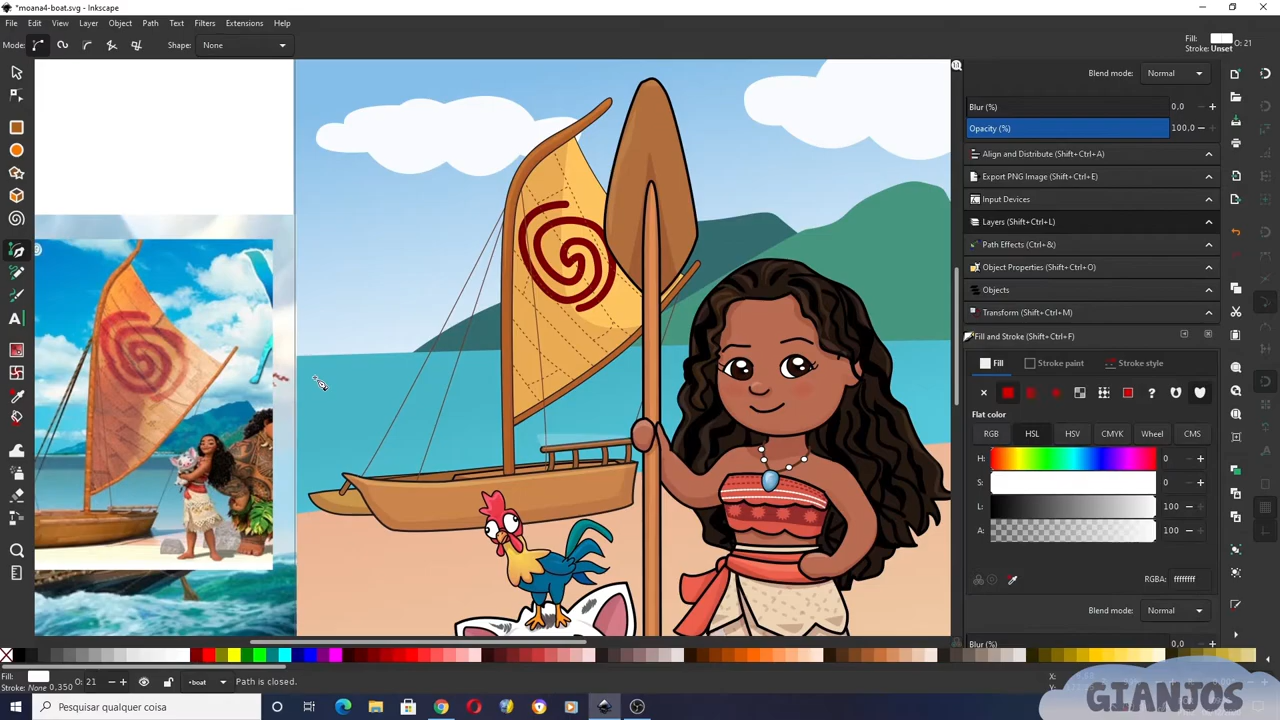 *moana4-boat.svg - Inkscape
File Edit View Layer Object Path Text Filters Extensions Help
Mode: Shape: None
Fill: O: 21
Stroke: Unset
Blend mode: Normal
Blur (%) 0.0
Opacity (%) 100.0
Align and Distribute (Shift+Ctrl+A)
Export PNG Image (Shift+Ctrl+E)
Input Devices
Layers (Shift+Ctrl+L)
Path Effects (Ctrl+&)
Object Properties (Shift+Ctrl+O)
Objects
Transform (Shift+Ctrl+M)
Fill and Stroke (Shift+Ctrl+F)
Fill Stroke paint Stroke style
Flat color
RGB HSL HSV CMYK Wheel CMS
H: 0
S: 0
L: 100
A: 100
RGBA: ffffffff
Blend mode: Normal
Blur (%) 0.0
Fill: O: 21 boat Path is closed.
Stroke: None 0,350
X:
Y:
Pesquisar qualquer coisa
GIANJOS